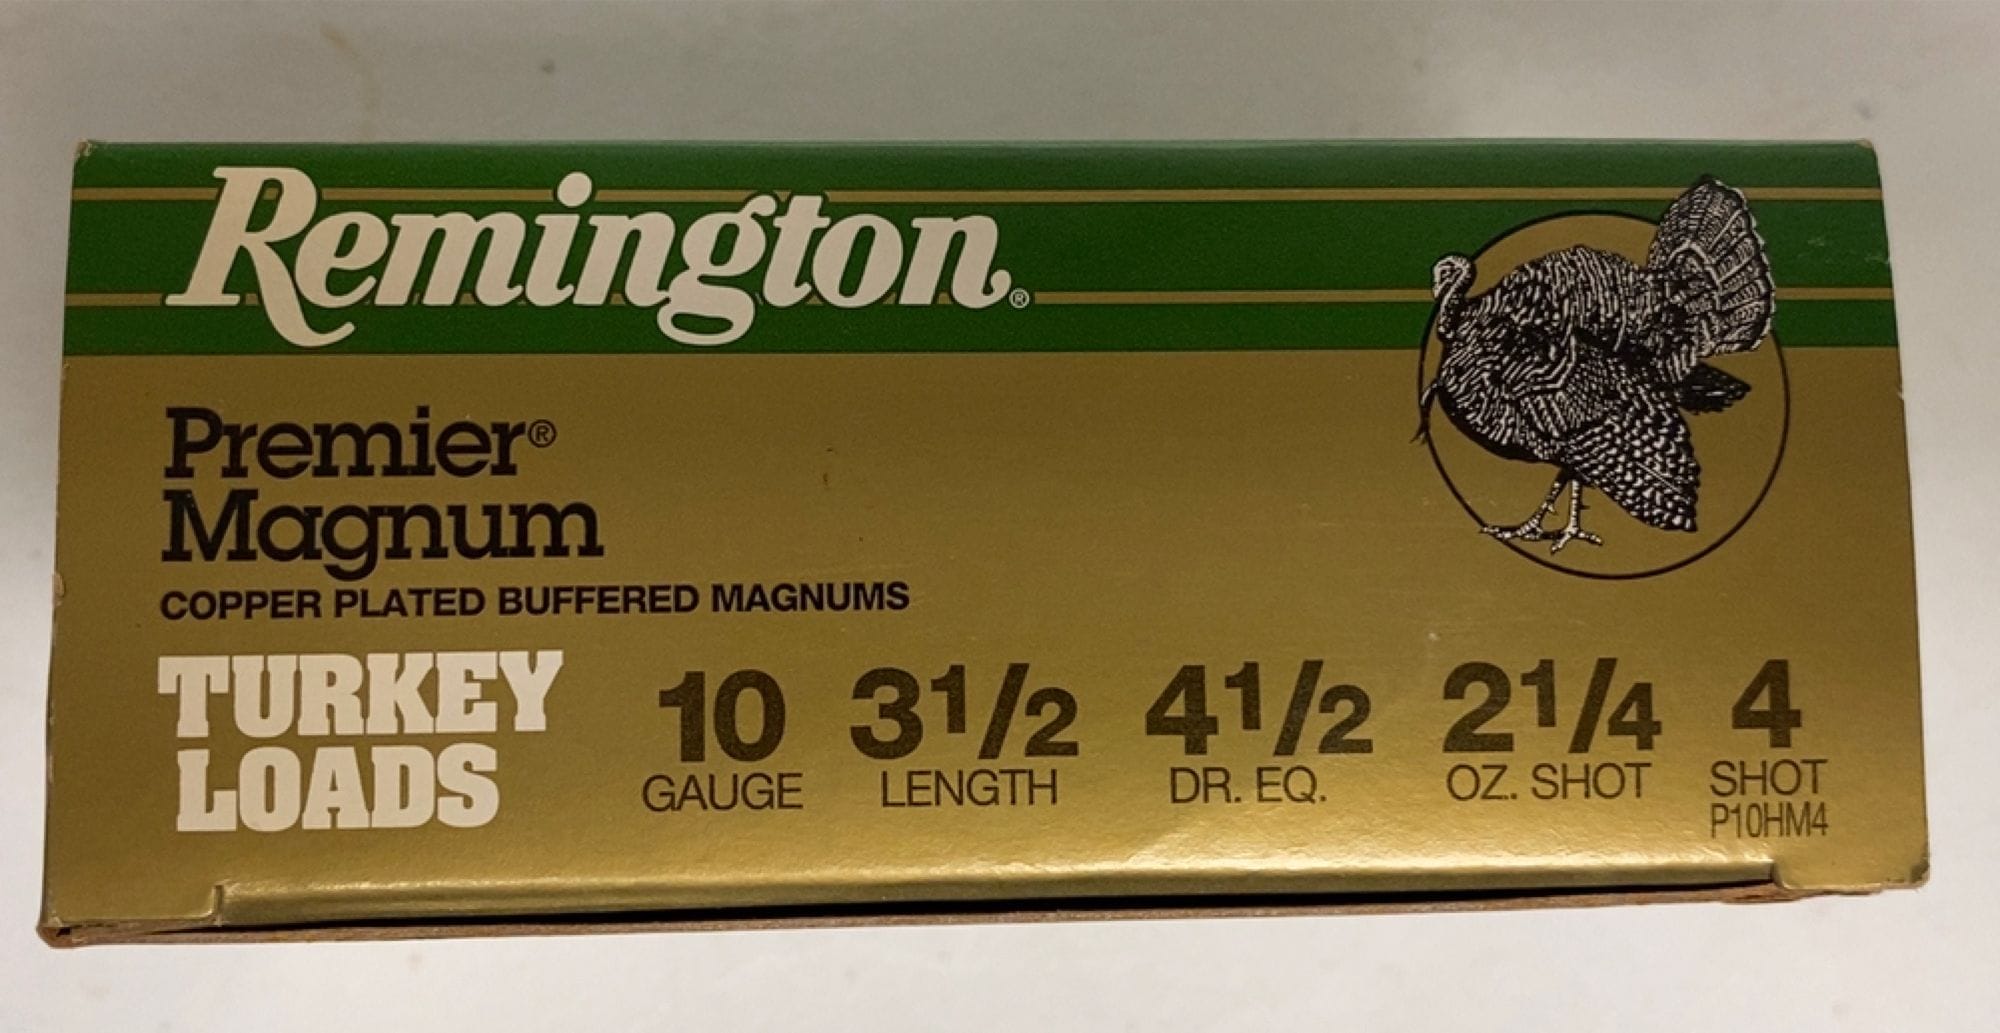 Remington®
Premier®
Magnum
COPPER PLATED BUFFERED MAGNUMS
TURKEY
LOADS
10 3 1/2 4 1/2 2 1/4 4
GAUGE LENGTH DR. EQ. OZ. SHOT SHOT
P10HM4